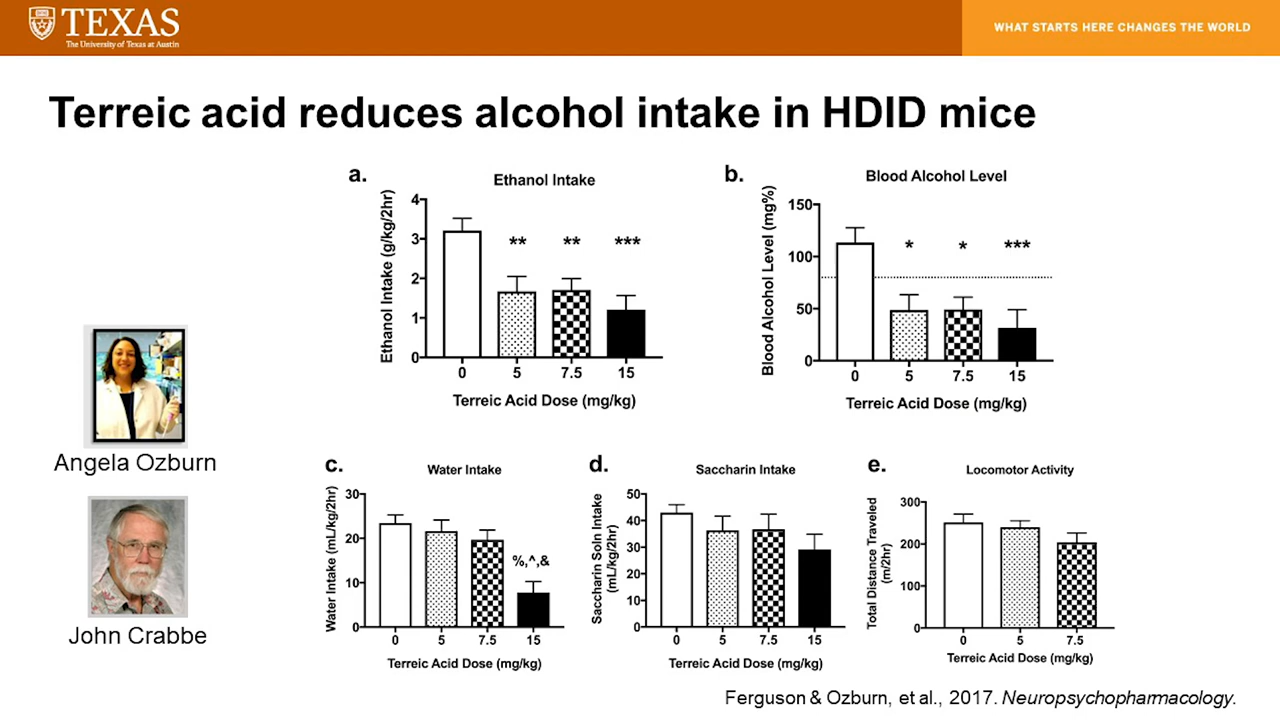 TEXAS
The University of Texas at Austin
WHAT STARTS HERE CHANGES THE WORLD
Terreic acid reduces alcohol intake in HDID mice
a.
Ethanol Intake
Ethanol Intake (g/kg/2hr)
4
3
2
1
0
** ** ***
0 5 7.5 15
Terreic Acid Dose (mg/kg)
b.
Blood Alcohol Level
Blood Alcohol Level (mg%)
150
100
50
0
* * ***
0 5 7.5 15
Terreic Acid Dose (mg/kg)
Angela Ozburn
John Crabbe
c.
Water Intake
Water Intake (mL/kg/2hr)
30
20
10
0
%,^,&
0 5 7.5 15
Terreic Acid Dose (mg/kg)
d.
Saccharin Intake
Saccharin Soln Intake
(mL/kg/2hr)
50
40
30
20
10
0
0 5 7.5 15
Terreic Acid Dose (mg/kg)
e.
Locomotor Activity
Total Distance Traveled
(m/2hr)
300
200
100
0
0 5 7.5
Terreic Acid Dose (mg/kg)
Ferguson & Ozburn, et al., 2017. Neuropsychopharmacology.